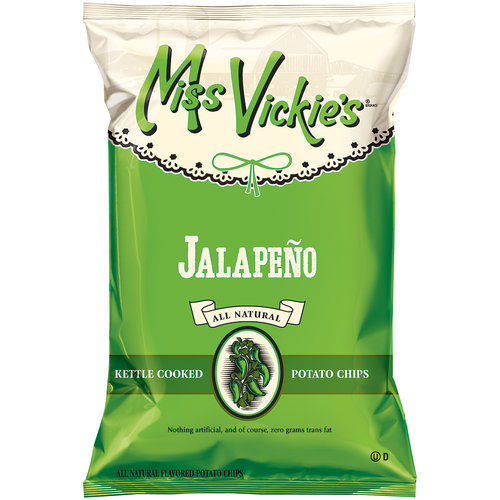 Miss Vickie's®
BRAND
JALAPEÑO
ALL NATURAL
KETTLE COOKED POTATO CHIPS
Nothing artificial, and of course, zero grams trans fat
U D
ALL NATURAL FLAVORED POTATO CHIPS